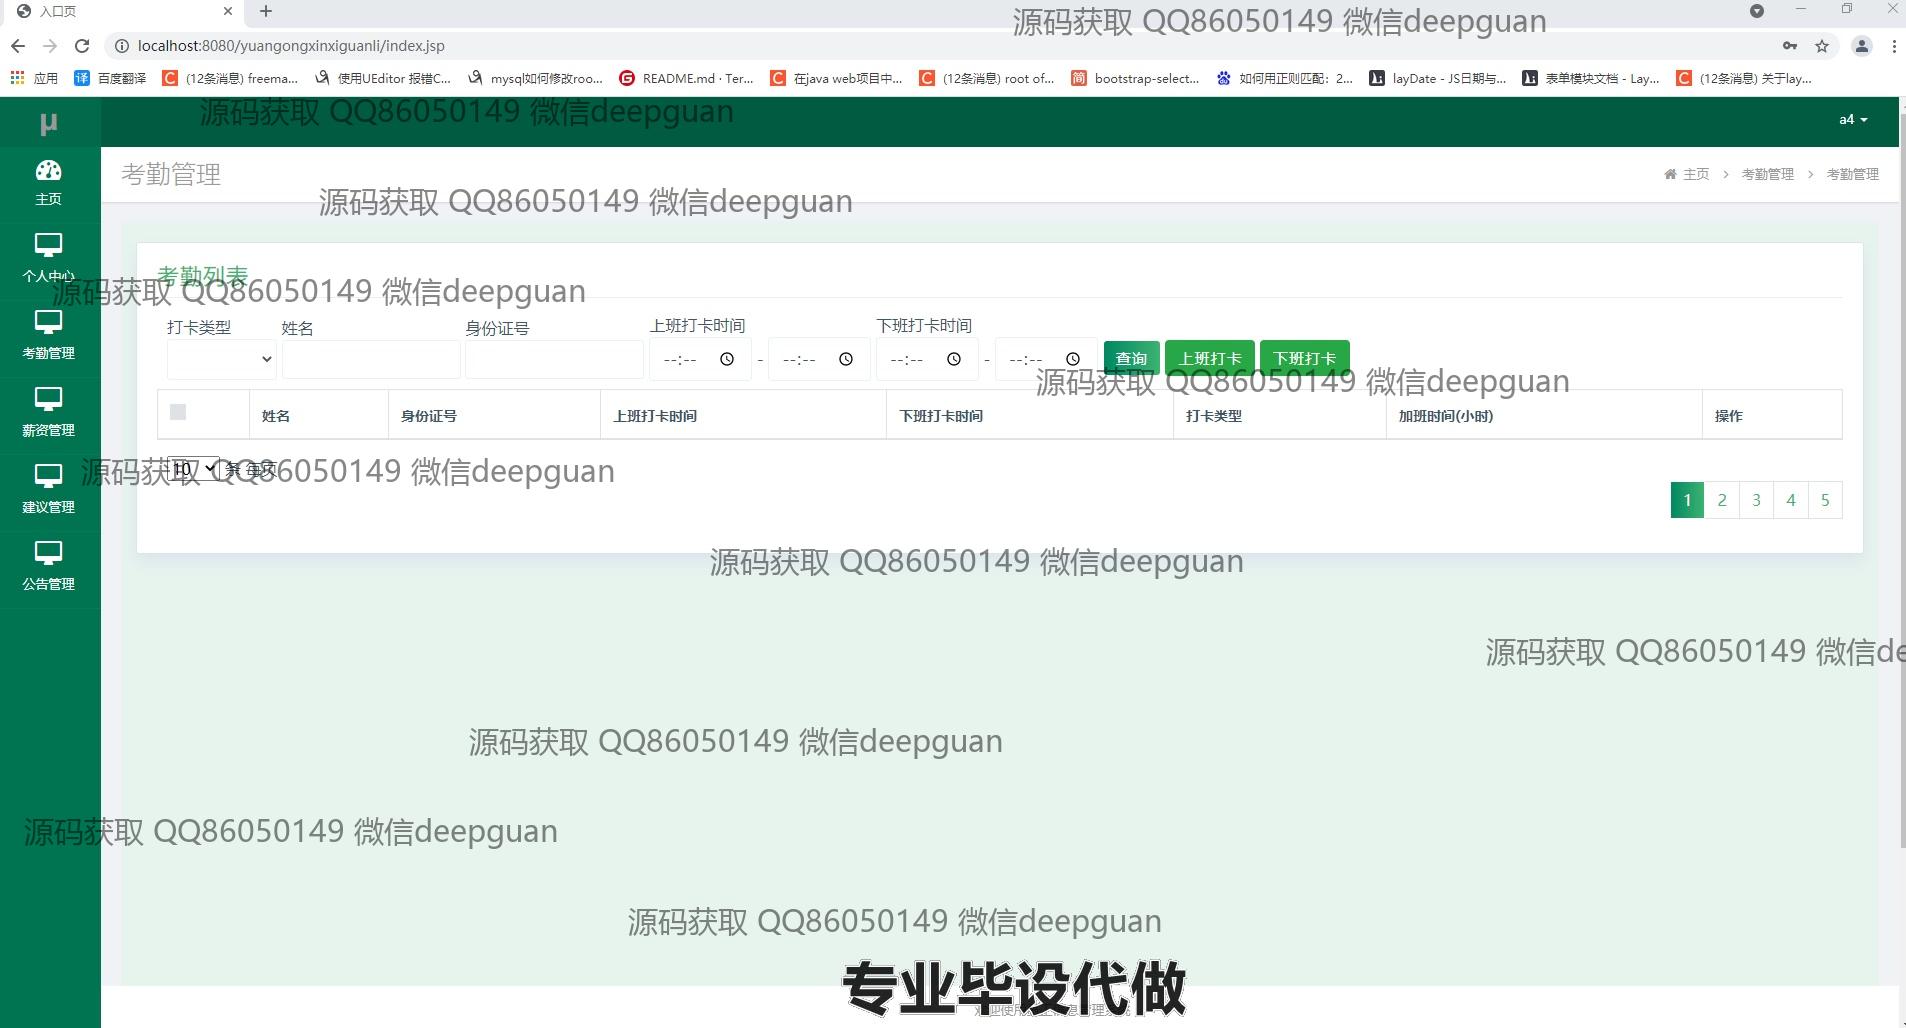 入口页
源码获取 QQ86050149 微信deepguan
localhost:8080/yuangongxinxiguanli/index.jsp
应用 百度翻译 (12条消息) freema... 使用UEditor 报错C... mysql如何修改roo... README.md · Ter... 在java web项目中... (12条消息) root of... bootstrap-select... 如何用正则匹配：2... layDate - JS日期与... 表单模块文档 - Lay... (12条消息) 关于lay...
源码获取 QQ86050149 微信deepguan
μ
a4
主页
考勤管理
主页 > 考勤管理 > 考勤管理
源码获取 QQ86050149 微信deepguan
个人中心
考勤列表
源码获取 QQ86050149 微信deepguan
打卡类型 姓名 身份证号 上班打卡时间 下班打卡时间
考勤管理
--:-- - --:-- --:-- - --:-- 查询 上班打卡 下班打卡
源码获取 QQ86050149 微信deepguan
姓名 身份证号 上班打卡时间 下班打卡时间 打卡类型 加班时间(小时) 操作
薪资管理
10 条 每页
源码获取 QQ86050149 微信deepguan
1 2 3 4 5
建议管理
源码获取 QQ86050149 微信deepguan
公告管理
源码获取 QQ86050149 微信de
源码获取 QQ86050149 微信deepguan
源码获取 QQ86050149 微信deepguan
源码获取 QQ86050149 微信deepguan
专业毕设代做